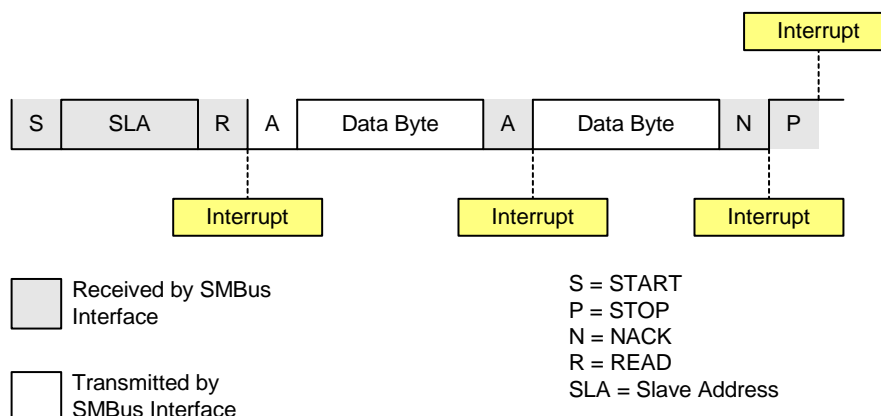 Interrupt
S SLA R A Data Byte A Data Byte N P
Interrupt Interrupt Interrupt
Received by SMBus
Interface
Transmitted by
SMBus Interface
S = START
P = STOP
N = NACK
R = READ
SLA = Slave Address